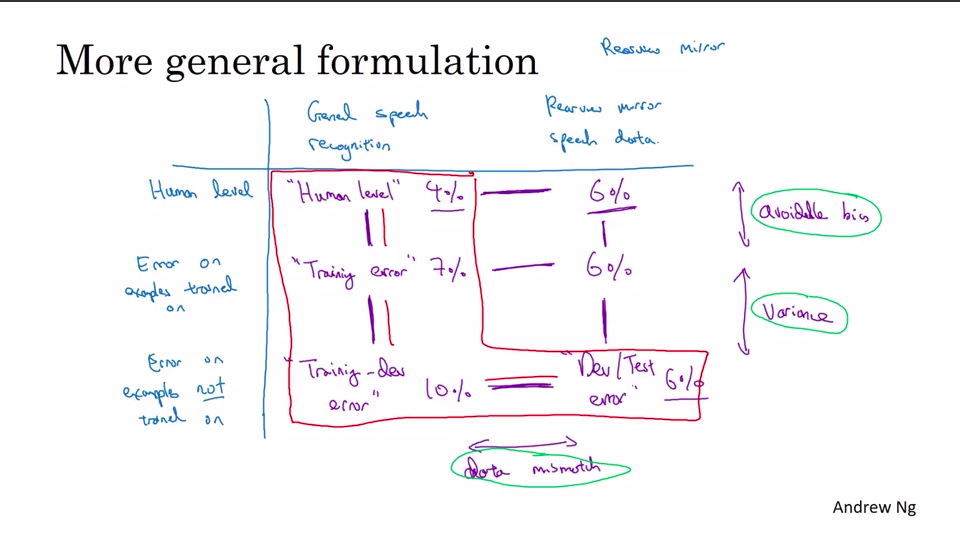 More general formulation
Rearview mirror
General speech
recognition
Rearview mirror
speech data.
Human level
"Human level" 4%
6%
avoidable bias
Error on
examples trained
on
"Training error" 7%
6%
Variance
Error on
examples not
trained on
"Training-dev
error" 10%
"Dev/Test
error" 6%
data mismatch
Andrew Ng